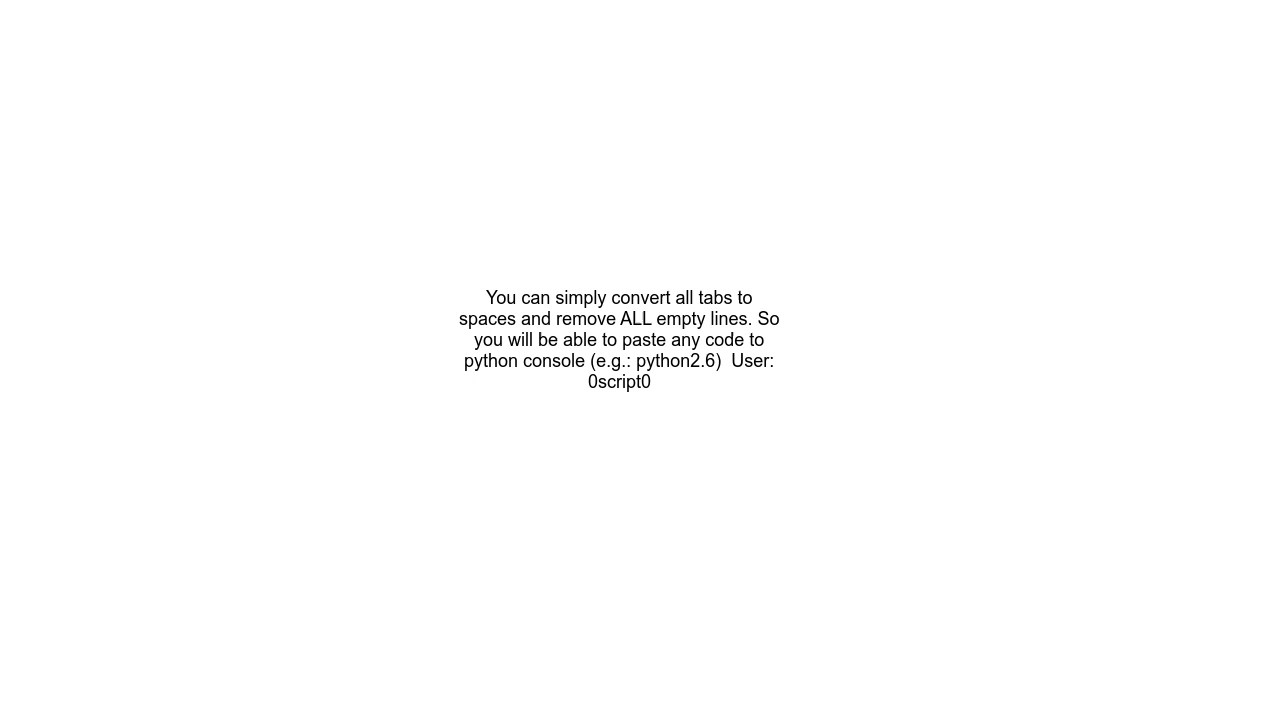 You can simply convert all tabs to
spaces and remove ALL empty lines. So
you will be able to paste any code to
python console (e.g.: python2.6)  User:
0script0